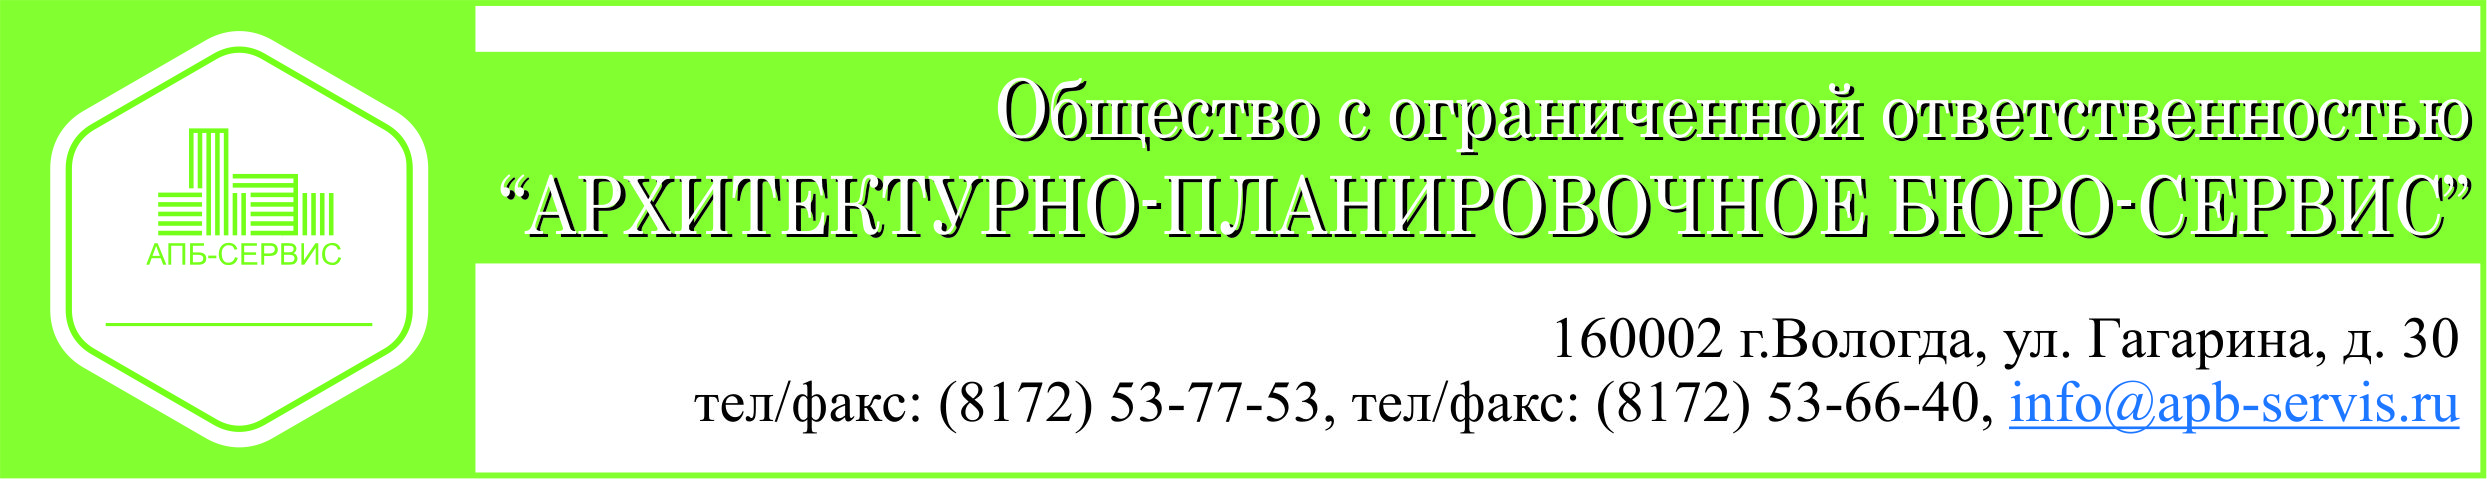 АПБ-СЕРВИС
Общество с ограниченной ответственностью
“АРХИТЕКТУРНО-ПЛАНИРОВОЧНОЕ БЮРО-СЕРВИС”
160002 г.Вологда, ул. Гагарина, д. 30
тел/факс: (8172) 53-77-53, тел/факс: (8172) 53-66-40, info@apb-servis.ru